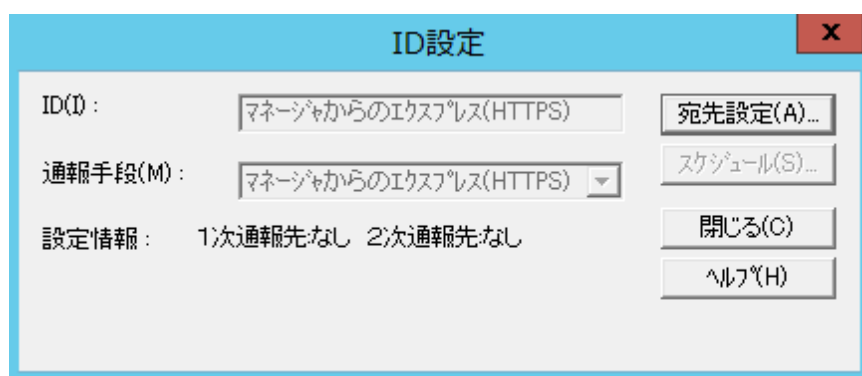 ID設定
x
ID(I) :
ﾏﾈｰｼﾞｬからのｴｸｽﾌﾟﾚｽ(HTTPS)
宛先設定(A)...
通報手段(M) :
ﾏﾈｰｼﾞｬからのｴｸｽﾌﾟﾚｽ(HTTPS)
ｽｹｼﾞｭｰﾙ(S)...
設定情報 :
1次通報先:なし 2次通報先:なし
閉じる(C)
ﾍﾙﾌﾟ(H)